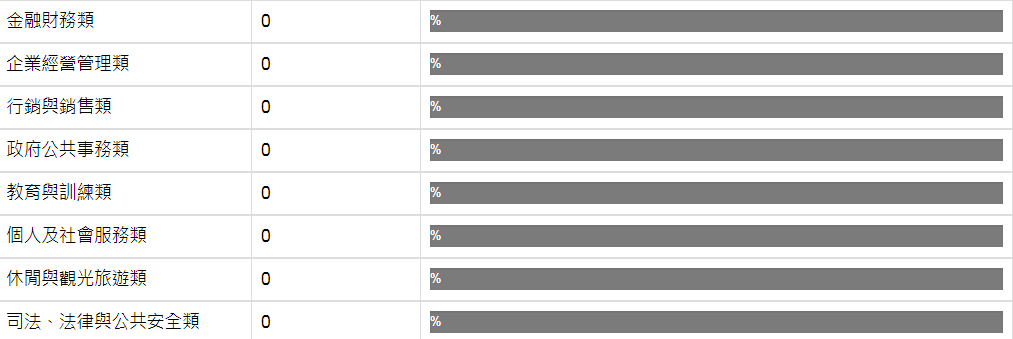 金融財務類 0 %
企業經營管理類 0 %
行銷與銷售類 0 %
政府公共事務類 0 %
教育與訓練類 0 %
個人及社會服務類 0 %
休閒與觀光旅遊類 0 %
司法、法律與公共安全類 0 %